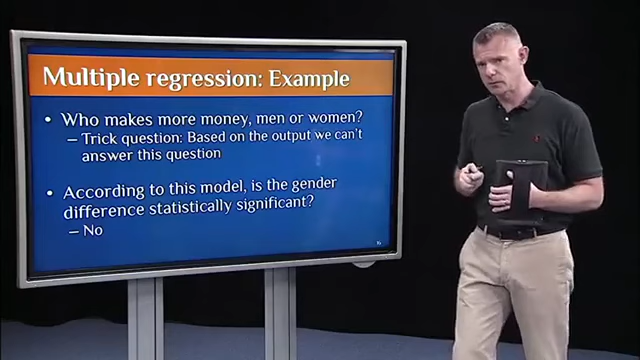 Multiple regression: Example
• Who makes more money, men or women?
– Trick question: Based on the output we can't
answer this question
• According to this model, is the gender
difference statistically significant?
– No